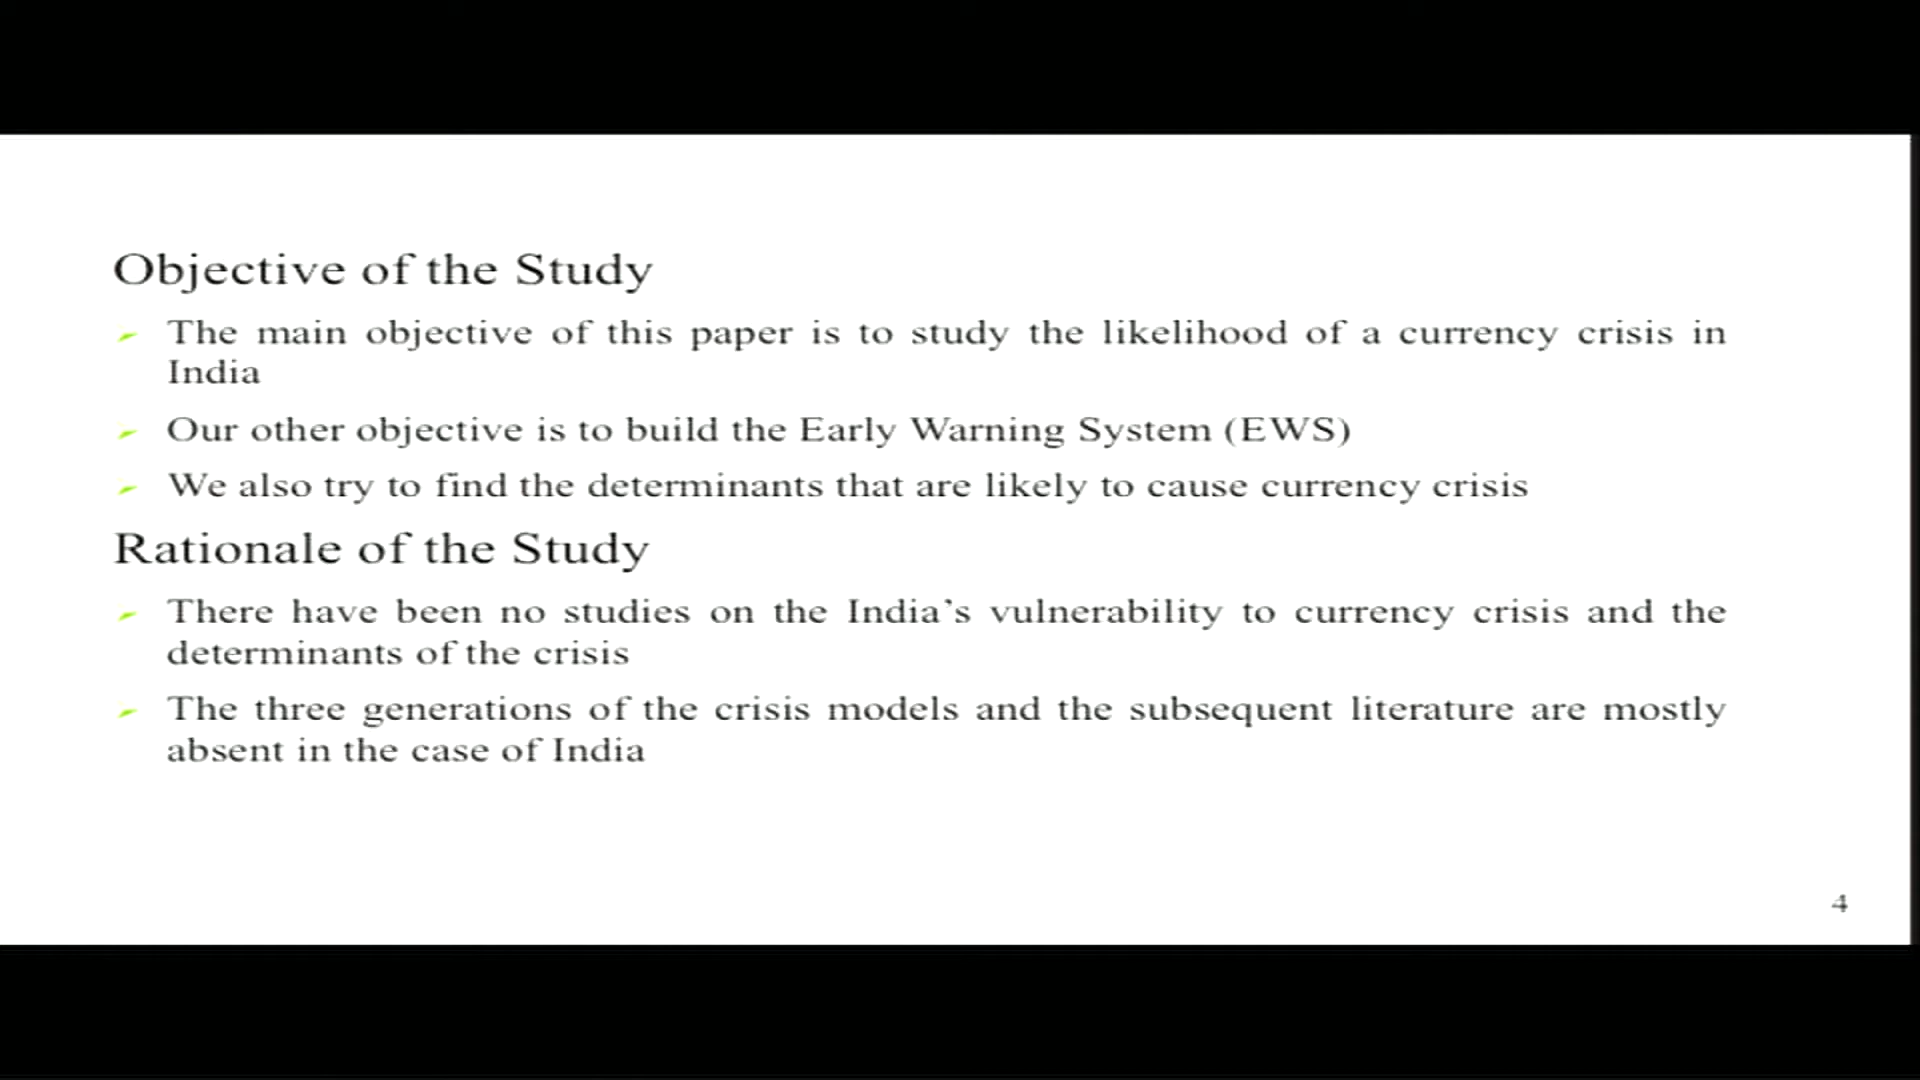 Objective of the Study
The main objective of this paper is to study the likelihood of a currency crisis in
India
Our other objective is to build the Early Warning System (EWS)
We also try to find the determinants that are likely to cause currency crisis
Rationale of the Study
There have been no studies on the India's vulnerability to currency crisis and the
determinants of the crisis
The three generations of the crisis models and the subsequent literature are mostly
absent in the case of India
4